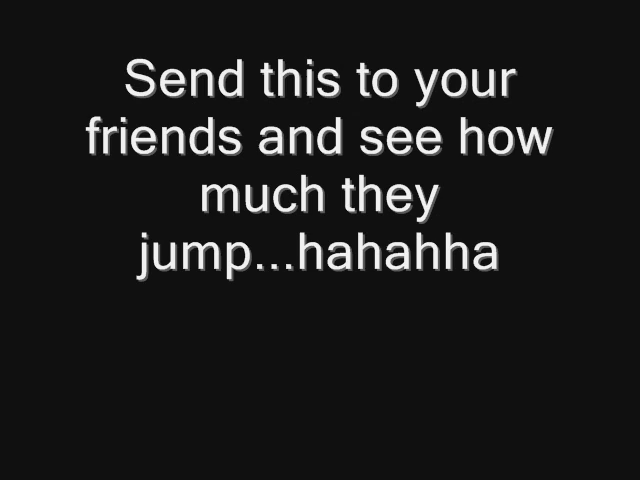 Send this to your
friends and see how
much they
jump...hahahha